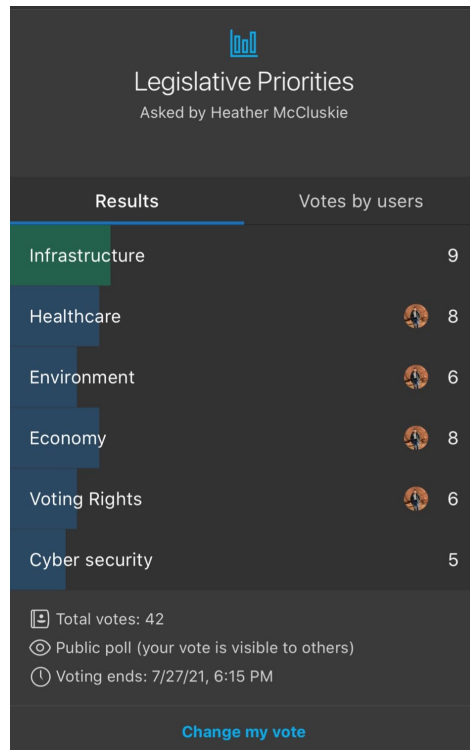 Legislative Priorities
Asked by Heather McCluskie
Results Votes by users
Infrastructure 9
Healthcare 8
Environment 6
Economy 8
Voting Rights 6
Cyber security 5
Total votes: 42
Public poll (your vote is visible to others)
Voting ends: 7/27/21, 6:15 PM
Change my vote